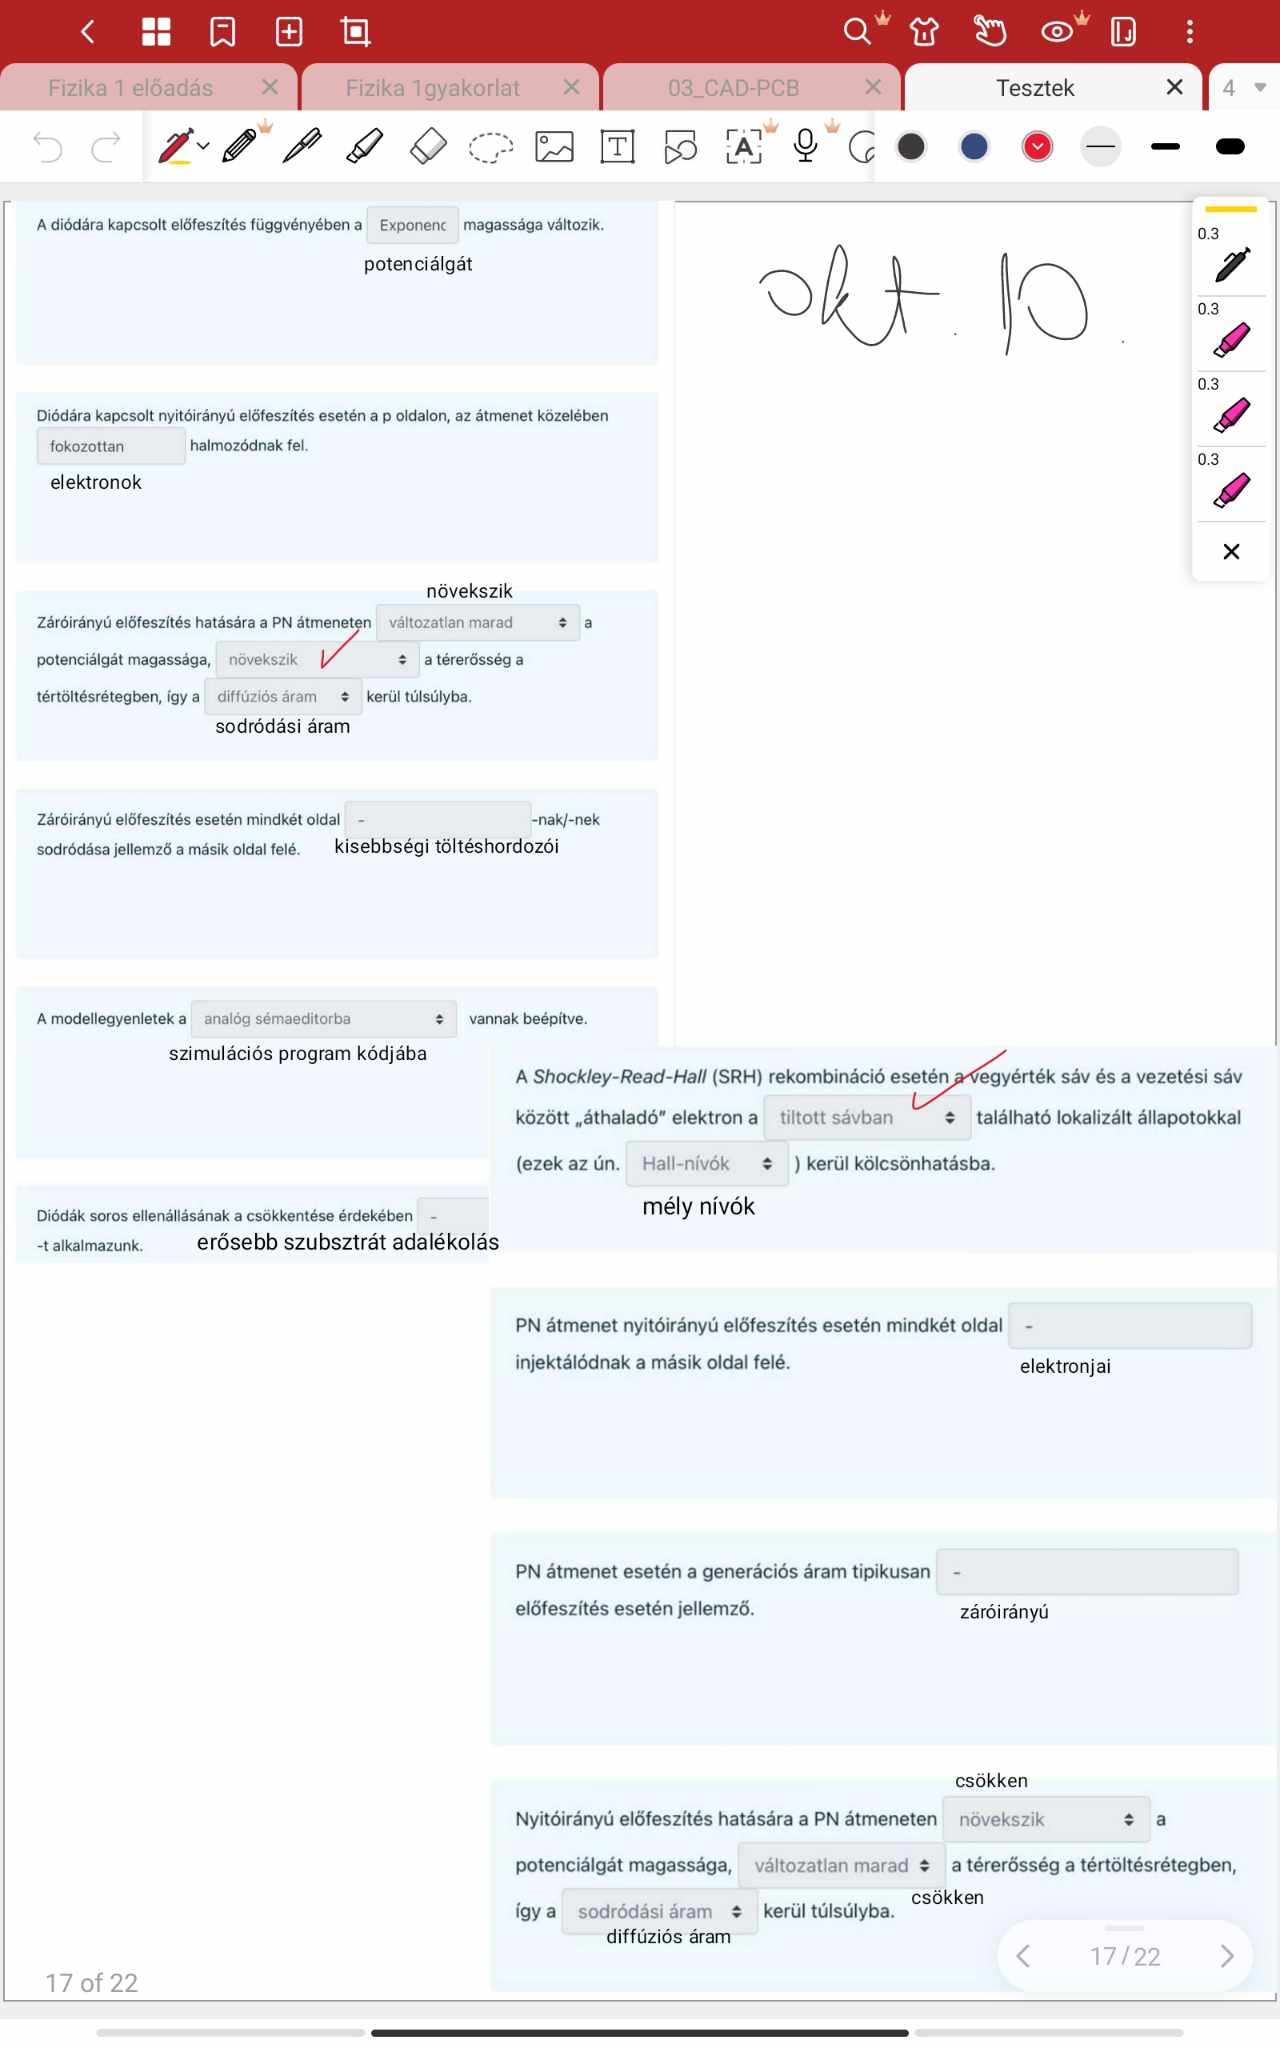 Fizika 1 előadás
Fizika 1gyakorlat
03_CAD-PCB
Tesztek
4
A diódára kapcsolt előfeszítés függvényében a Exponenc magassága változik.
potenciálgát
Diódára kapcsolt nyitóirányú előfeszítés esetén a p oldalon, az átmenet közelében
fokozottan halmozódnak fel.
elektronok
növekszik
Záróirányú előfeszítés hatására a PN átmeneten változatlan marad a
potenciálgát magassága, növekszik a térerősség a
tértöltésrétegben, így a diffúziós áram kerül túlsúlyba.
sodródási áram
Záróirányú előfeszítés esetén mindkét oldal - -nak/-nek
sodródása jellemző a másik oldal felé. kisebbségi töltéshordozói
A modellegyenletek a analóg sémaeditorba vannak beépítve.
szimulációs program kódjába
Diódák soros ellenállásának a csökkentése érdekében -
-t alkalmazunk. erősebb szubsztrát adalékolás
okt. 10.
0.3
0.3
0.3
0.3
A Shockley-Read-Hall (SRH) rekombináció esetén a vegyérték sáv és a vezetési sáv
között „áthaladó” elektron a tiltott sávban található lokalizált állapotokkal
(ezek az ún. Hall-nívók ) kerül kölcsönhatásba.
mély nívók
PN átmenet nyitóirányú előfeszítés esetén mindkét oldal -
injektálódnak a másik oldal felé. elektronjai
PN átmenet esetén a generációs áram tipikusan -
előfeszítés esetén jellemző. záróirányú
csökken
Nyitóirányú előfeszítés hatására a PN átmeneten növekszik a
potenciálgát magassága, változatlan marad a térerősség a tértöltésrétegben,
csökken
így a sodródási áram kerül túlsúlyba.
diffúziós áram
17/22
17 of 22